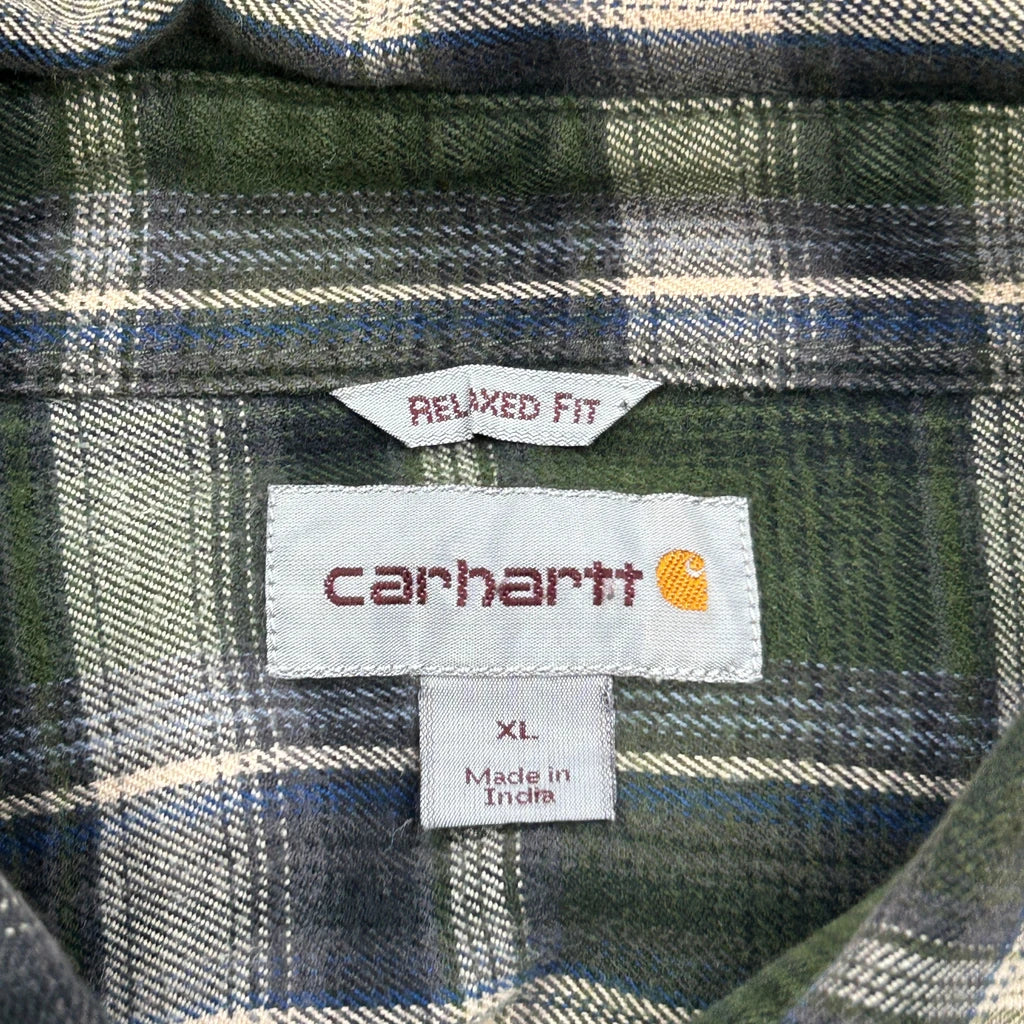 RELAXED FIT
carhartt
XL
Made in
India